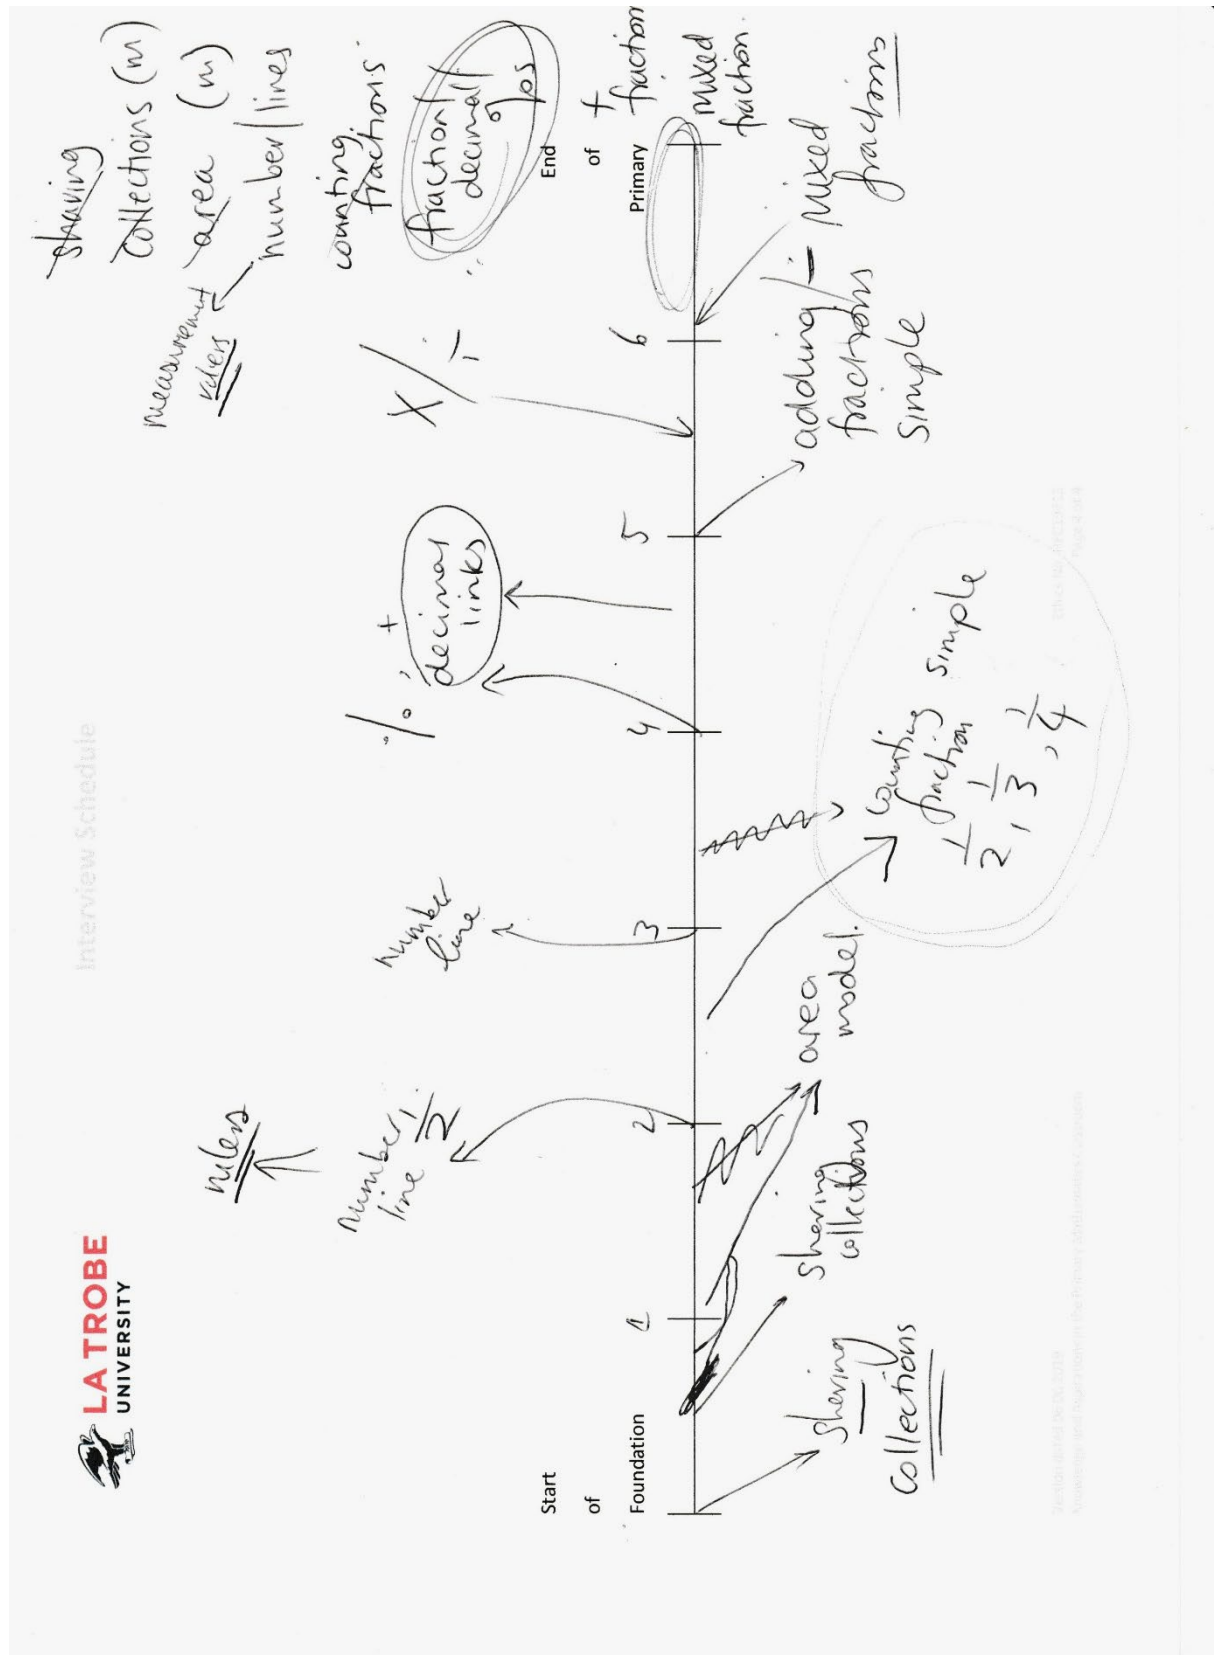 LA TROBE
UNIVERSITY
Interview Schedule
sharing
collections (m)
area (m)
number/lines
measurement
rulers
counting
fractions
fraction/
decimal/
%s
rulers
number
line 1/2
number
line
% , +
decimal
links
X / ÷
Start
of
Foundation
1
2
3
4
5
6
End
of
Primary
+
fraction
mixed
fraction.
sharing
collections
sharing
collections
area
model.
counting
fraction simple
1/2, 1/3, 1/4
adding/-
fractions
simple
mixed
fractions